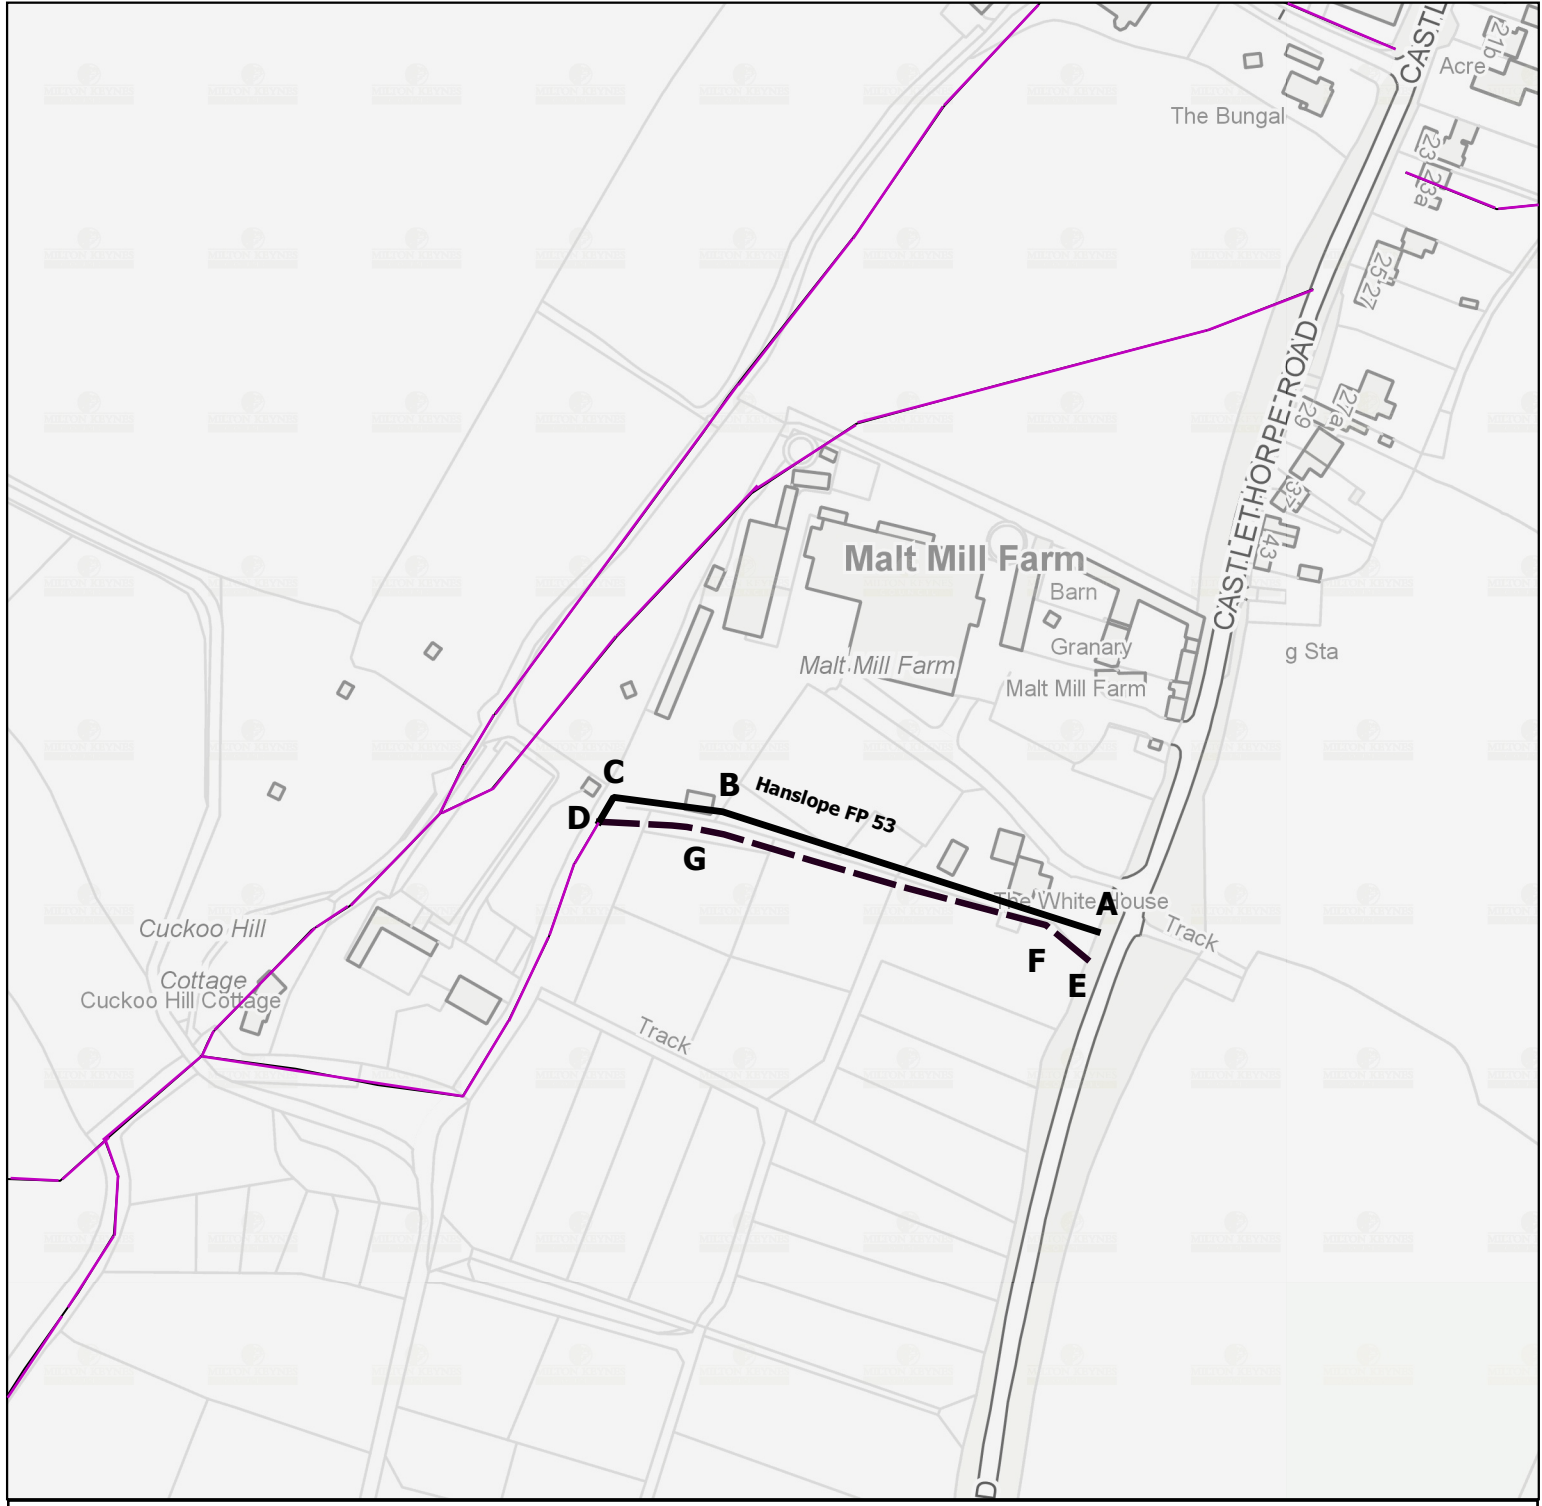 CASTL
21b
Acre
The Bungal
23
23a
25
27
CASTLETHORPE ROAD
27a
29
37
43
Malt Mill Farm
Barn
Granary
g Sta
Malt Mill Farm
Malt Mill Farm
C
B
Hanslope FP 53
D
G
The White House
A
Track
Cuckoo Hill
F
Cottage
E
Cuckoo Hill Cottage
Track
D